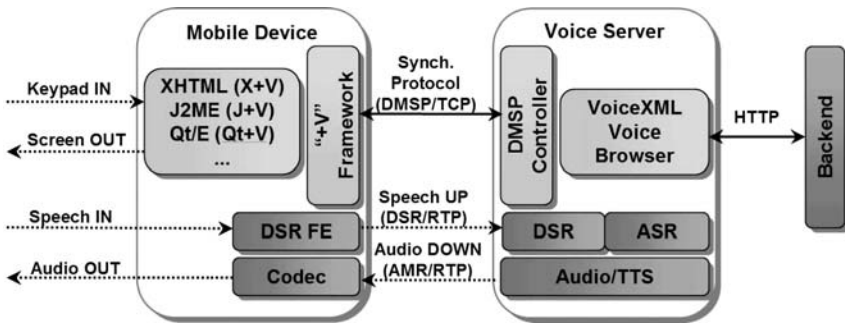 Mobile Device
Voice Server
Keypad IN
Screen OUT
Speech IN
Audio OUT
XHTML (X+V)
J2ME (J+V)
Qt/E (Qt+V)
...
“+V”
Framework
DSR FE
Codec
Synch.
Protocol
(DMSP/TCP)
Speech UP
(DSR/RTP)
Audio DOWN
(AMR/RTP)
DMSP
Controller
VoiceXML
Voice
Browser
DSR
ASR
Audio/TTS
HTTP
Backend